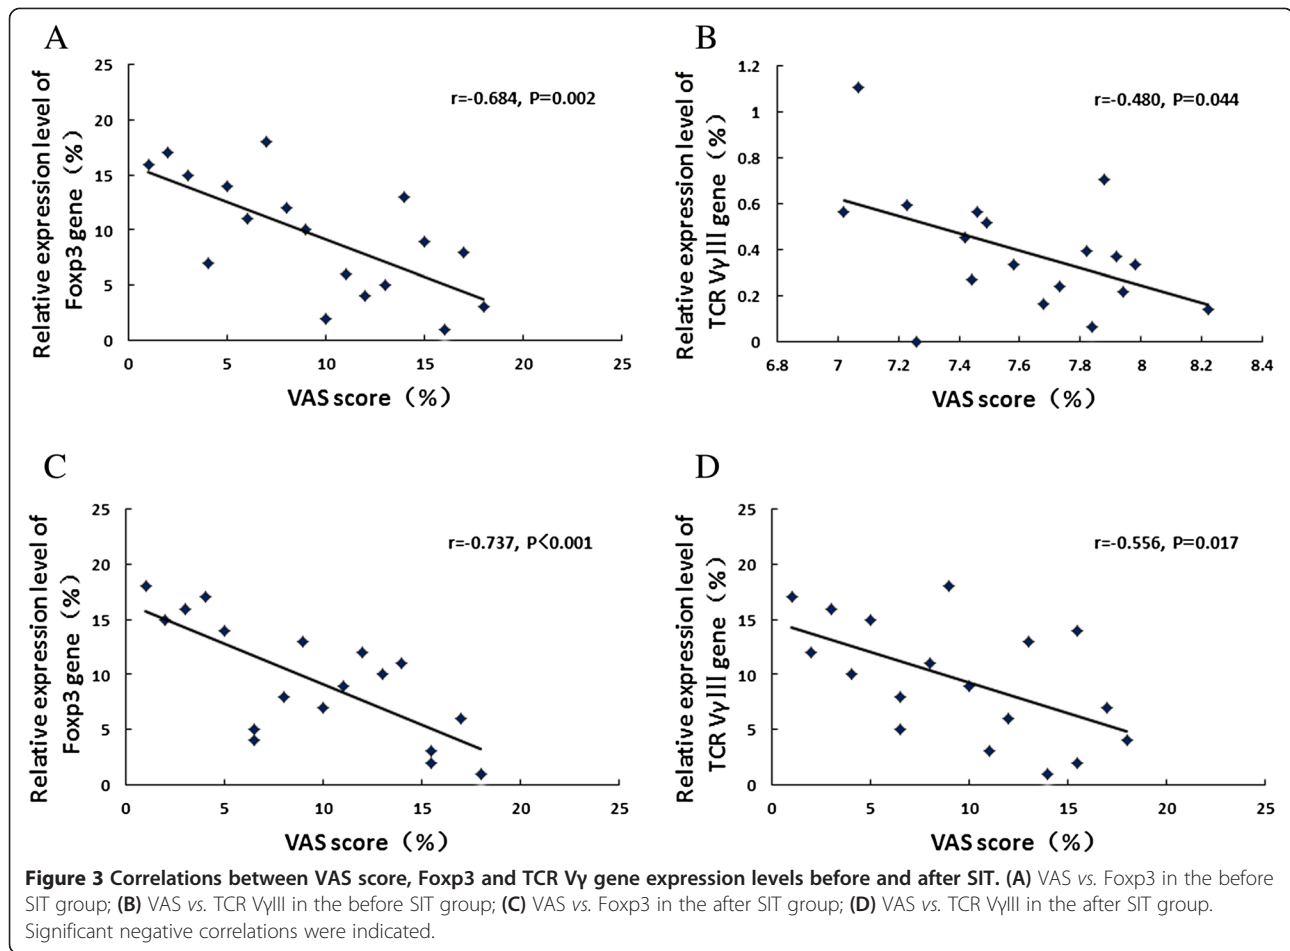 A
Relative expression level of
Foxp3 gene（%）
25
20
15
10
5
0
r=-0.684, P=0.002
0 5 10 15 20 25
VAS score（%）
B
Relative expression level of
TCR VγIII gene（%）
1.2
1
0.8
0.6
0.4
0.2
0
r=-0.480, P=0.044
6.8 7 7.2 7.4 7.6 7.8 8 8.2 8.4
VAS score（%）
C
Relative expression level of
Foxp3 gene（%）
25
20
15
10
5
0
r=-0.737, P<0.001
0 5 10 15 20 25
VAS score（%）
D
Relative expression level of
TCR VγIII gene（%）
25
20
15
10
5
0
r=-0.556, P=0.017
0 5 10 15 20 25
VAS score（%）
Figure 3 Correlations between VAS score, Foxp3 and TCR Vγ gene expression levels before and after SIT. (A) VAS vs. Foxp3 in the before
SIT group; (B) VAS vs. TCR VγIII in the before SIT group; (C) VAS vs. Foxp3 in the after SIT group; (D) VAS vs. TCR VγIII in the after SIT group.
Significant negative correlations were indicated.